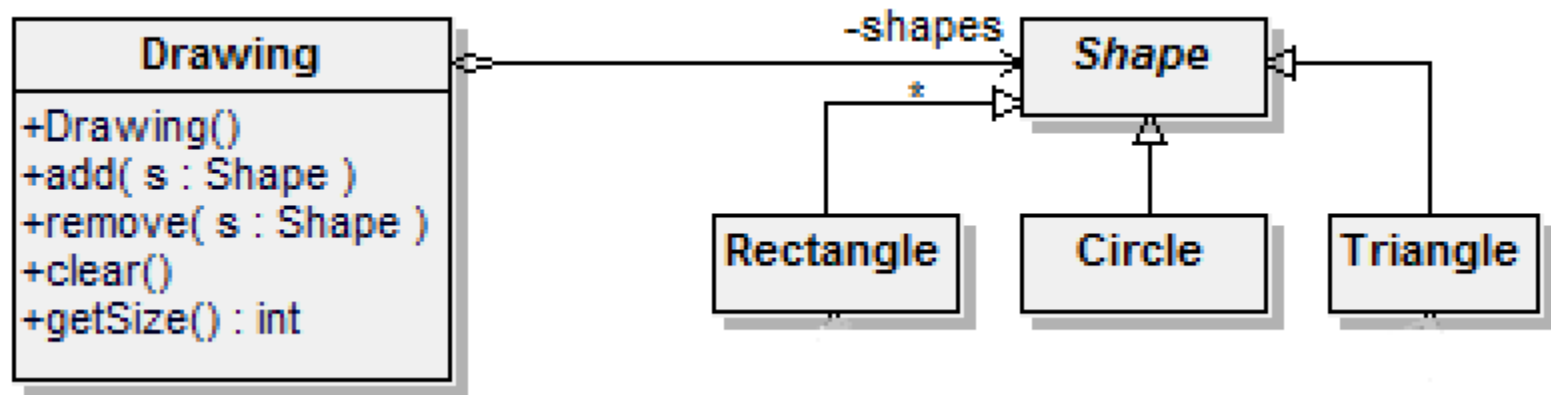 Drawing
+Drawing()
+add( s : Shape )
+remove( s : Shape )
+clear()
+getSize() : int
-shapes
*
Shape
Rectangle
Circle
Triangle